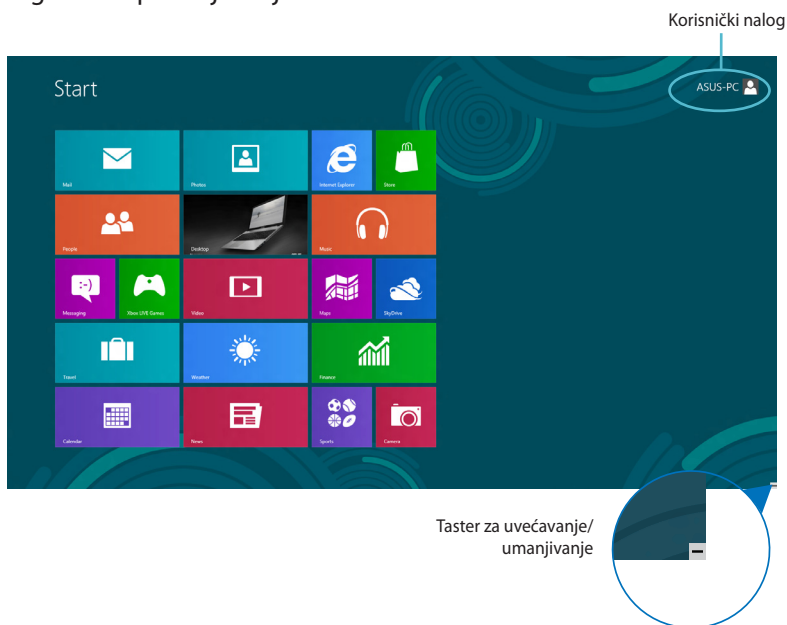 Korisnički nalog
Start
ASUS-PC
Mail
Photos
Internet Explorer
Store
People
Desktop
Music
Messaging
Xbox LIVE Games
Video
Maps
SkyDrive
Travel
Weather
Finance
Calendar
News
Sports
Camera
Taster za uvećavanje/
umanjivanje